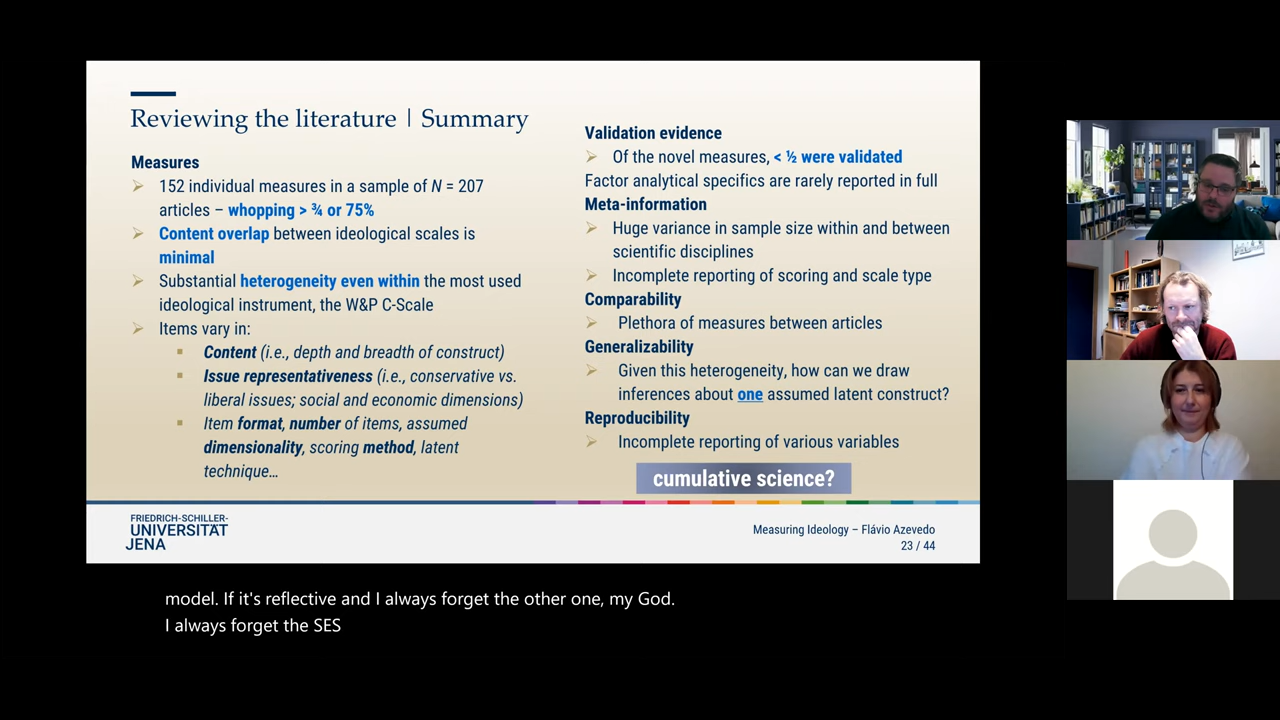 Reviewing the literature | Summary
Measures
152 individual measures in a sample of N = 207
articles – whopping > ¾ or 75%
Content overlap between ideological scales is
minimal
Substantial heterogeneity even within the most used
ideological instrument, the W&P C-Scale
Items vary in:
Content (i.e., depth and breadth of construct)
Issue representativeness (i.e., conservative vs.
liberal issues; social and economic dimensions)
Item format, number of items, assumed
dimensionality, scoring method, latent
technique…
Validation evidence
Of the novel measures, < ½ were validated
Factor analytical specifics are rarely reported in full
Meta-information
Huge variance in sample size within and between
scientific disciplines
Incomplete reporting of scoring and scale type
Comparability
Plethora of measures between articles
Generalizability
Given this heterogeneity, how can we draw
inferences about one assumed latent construct?
Reproducibility
Incomplete reporting of various variables
cumulative science?
FRIEDRICH-SCHILLER-
UNIVERSITÄT
JENA
Measuring Ideology – Flávio Azevedo
23 / 44
model. If it's reflective and I always forget the other one, my God.
I always forget the SES